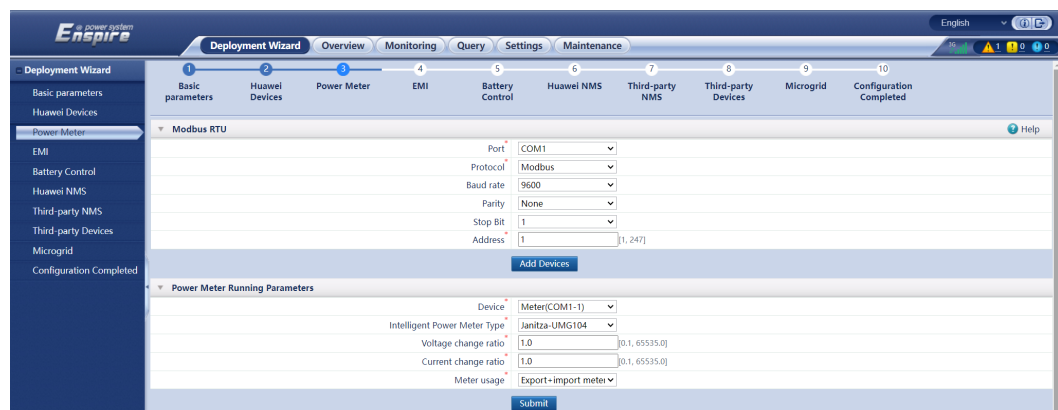 Enspire e power system
English
Deployment Wizard Overview Monitoring Query Settings Maintenance
1 0 0
Deployment Wizard
Basic parameters
Huawei Devices
Power Meter
EMI
Battery Control
Huawei NMS
Third-party NMS
Third-party Devices
Microgrid
Configuration Completed
1 2 3 4 5 6 7 8 9 10
Basic parameters
Huawei Devices
Power Meter
EMI
Battery Control
Huawei NMS
Third-party NMS
Third-party Devices
Microgrid
Configuration Completed
Modbus RTU Help
Port* COM1
Protocol* Modbus
Baud rate 9600
Parity None
Stop Bit 1
Address* 1 [1, 247]
Add Devices
Power Meter Running Parameters
Device* Meter(COM1-1)
Intelligent Power Meter Type* Janitza-UMG104
Voltage change ratio* 1.0 [0.1, 65535.0]
Current change ratio* 1.0 [0.1, 65535.0]
Meter usage* Export+import meter
Submit